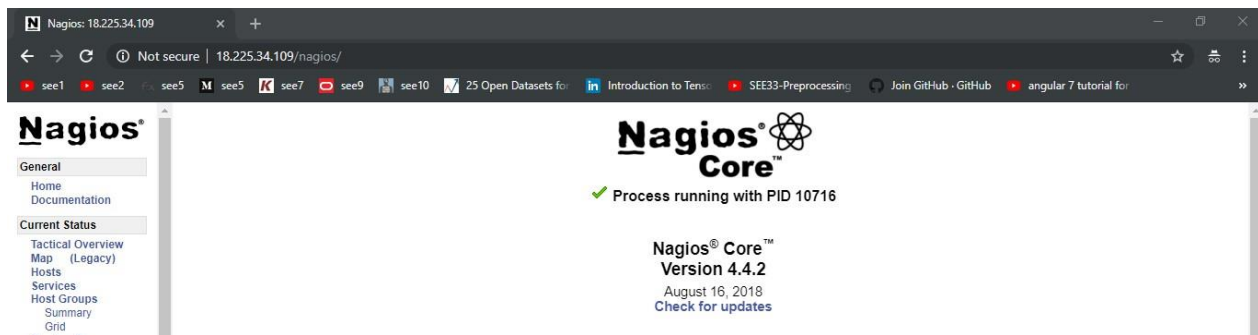 Nagios: 18.225.34.109
Not secure | 18.225.34.109/nagios/
see1 see2 see5 M see5 K see7 see9 see10 25 Open Datasets for in Introduction to Tenso SEE33-Preprocessing Join GitHub · GitHub angular 7 tutorial for »
Nagios®
General
Home
Documentation
Current Status
Tactical Overview
Map (Legacy)
Hosts
Services
Host Groups
Summary
Grid
Nagios®
Core™
Process running with PID 10716
Nagios® Core™
Version 4.4.2
August 16, 2018
Check for updates